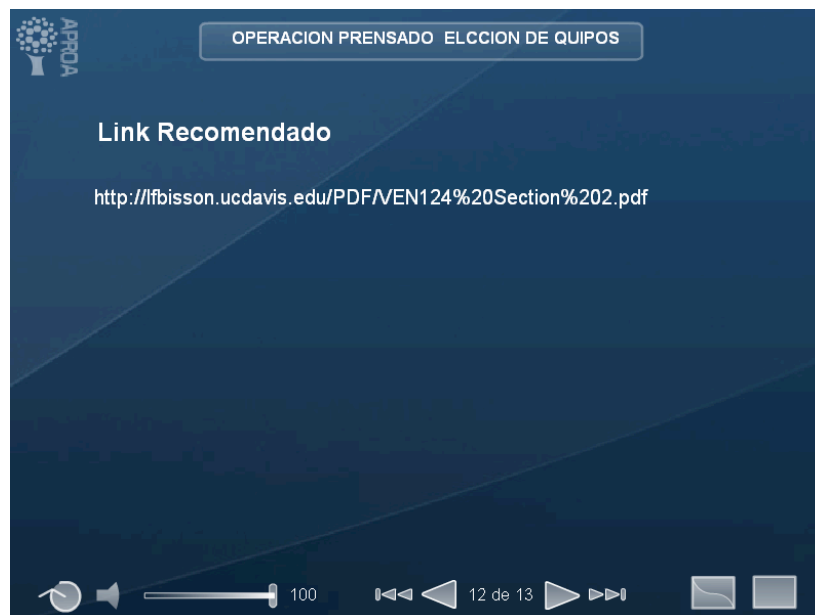 APRDA
OPERACION PRENSADO ELCCION DE QUIPOS
Link Recomendado
http://lfbisson.ucdavis.edu/PDF/VEN124%20Section%202.pdf
100
12 de 13